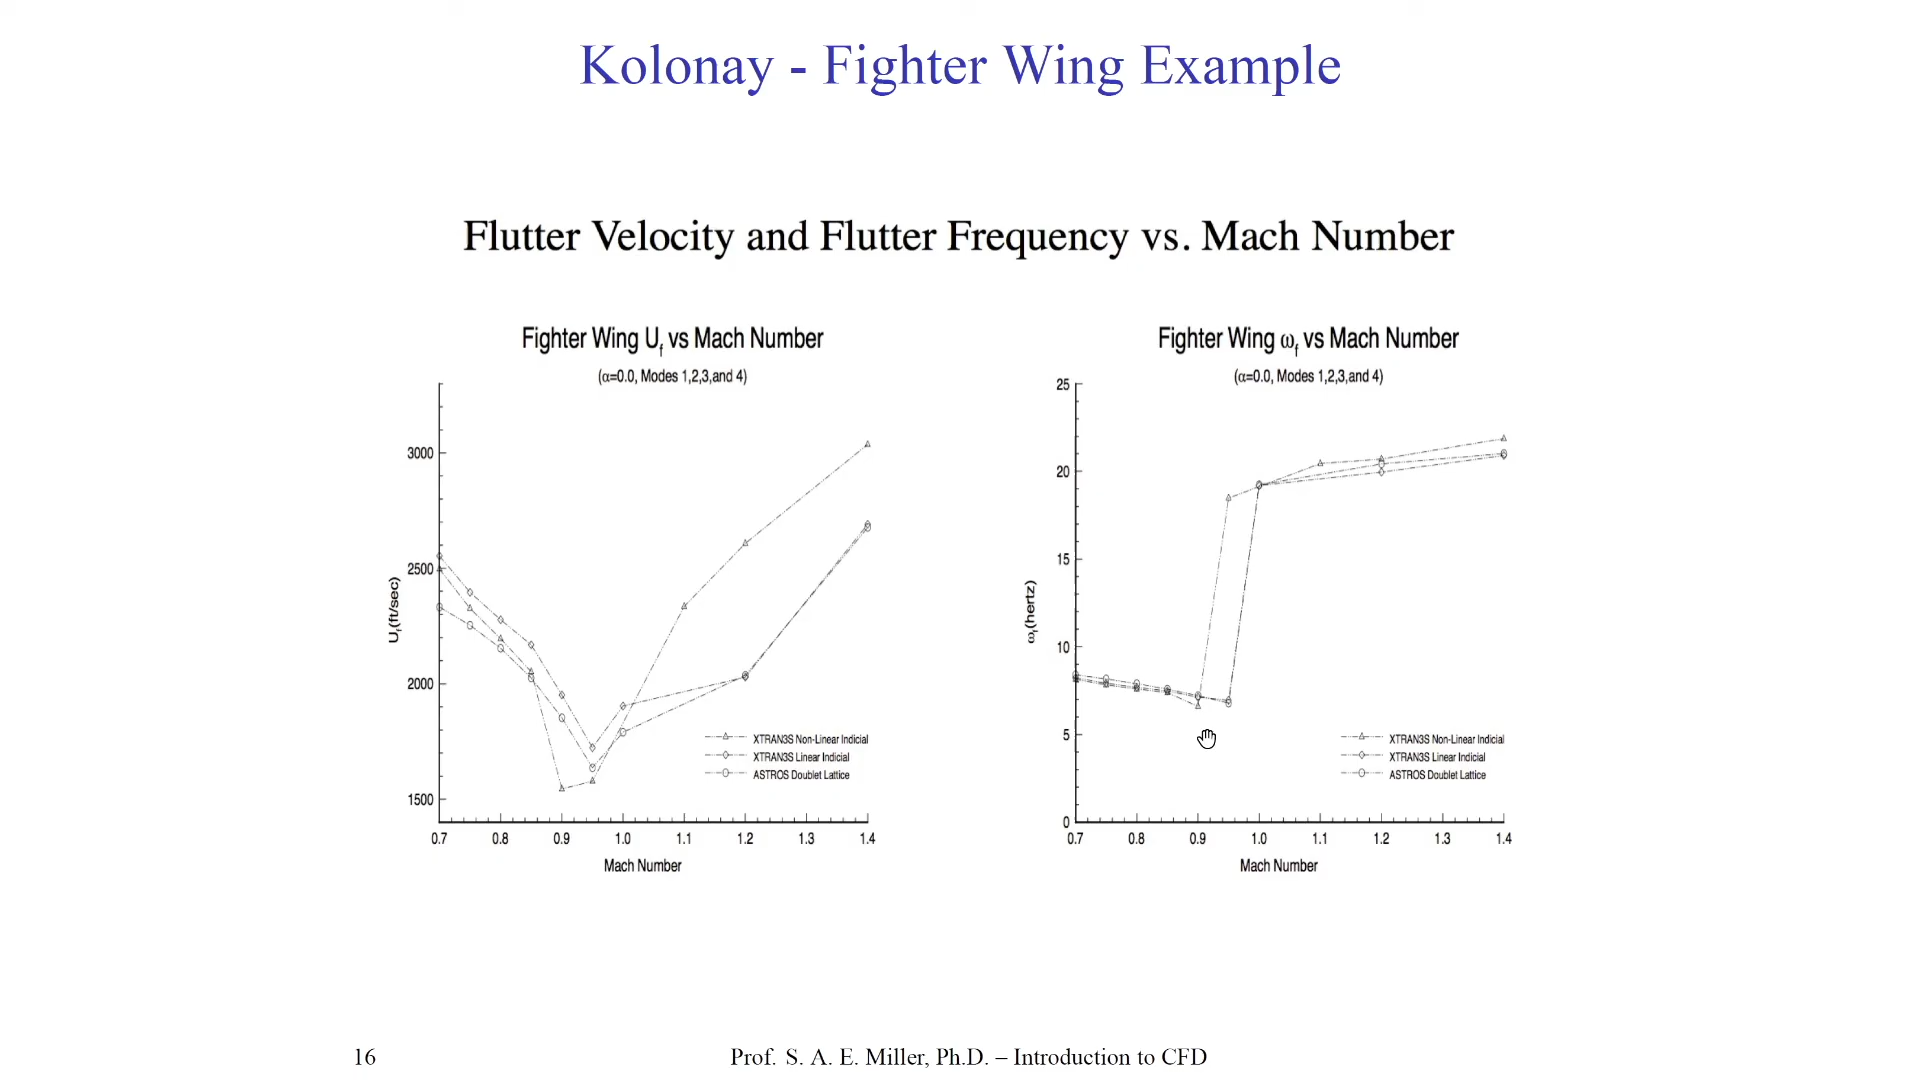 Kolonay - Fighter Wing Example
Flutter Velocity and Flutter Frequency vs. Mach Number
Fighter Wing Uf vs Mach Number
(α=0.0, Modes 1,2,3,and 4)
3000
2500
2000
1500
Uf(ft/sec)
XTRAN3S Non-Linear Indicial
XTRAN3S Linear Indicial
ASTROS Doublet Lattice
0.7 0.8 0.9 1.0 1.1 1.2 1.3 1.4
Mach Number
Fighter Wing ωf vs Mach Number
(α=0.0, Modes 1,2,3,and 4)
25
20
15
10
5
0
ωf(hertz)
XTRAN3S Non-Linear Indicial
XTRAN3S Linear Indicial
ASTROS Doublet Lattice
0.7 0.8 0.9 1.0 1.1 1.2 1.3 1.4
Mach Number
16
Prof. S. A. E. Miller, Ph.D. – Introduction to CFD